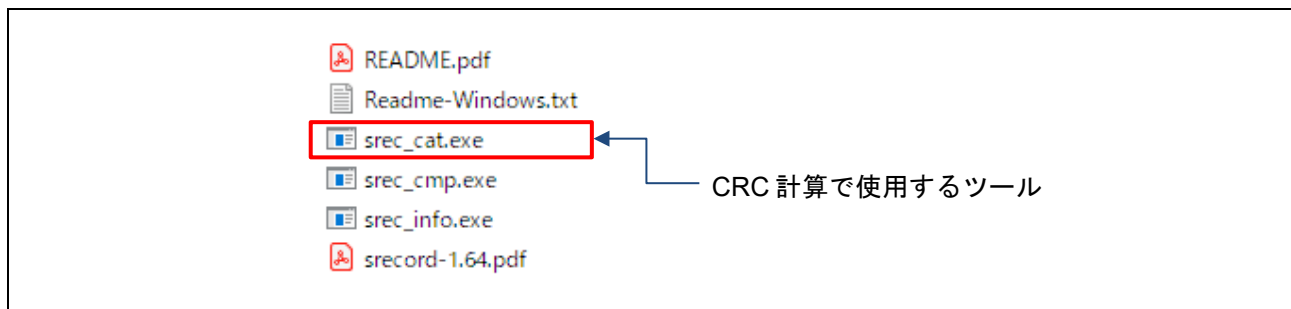 README.pdf
Readme-Windows.txt
srec_cat.exe
srec_cmp.exe
CRC 計算で使用するツール
srec_info.exe
srecord-1.64.pdf